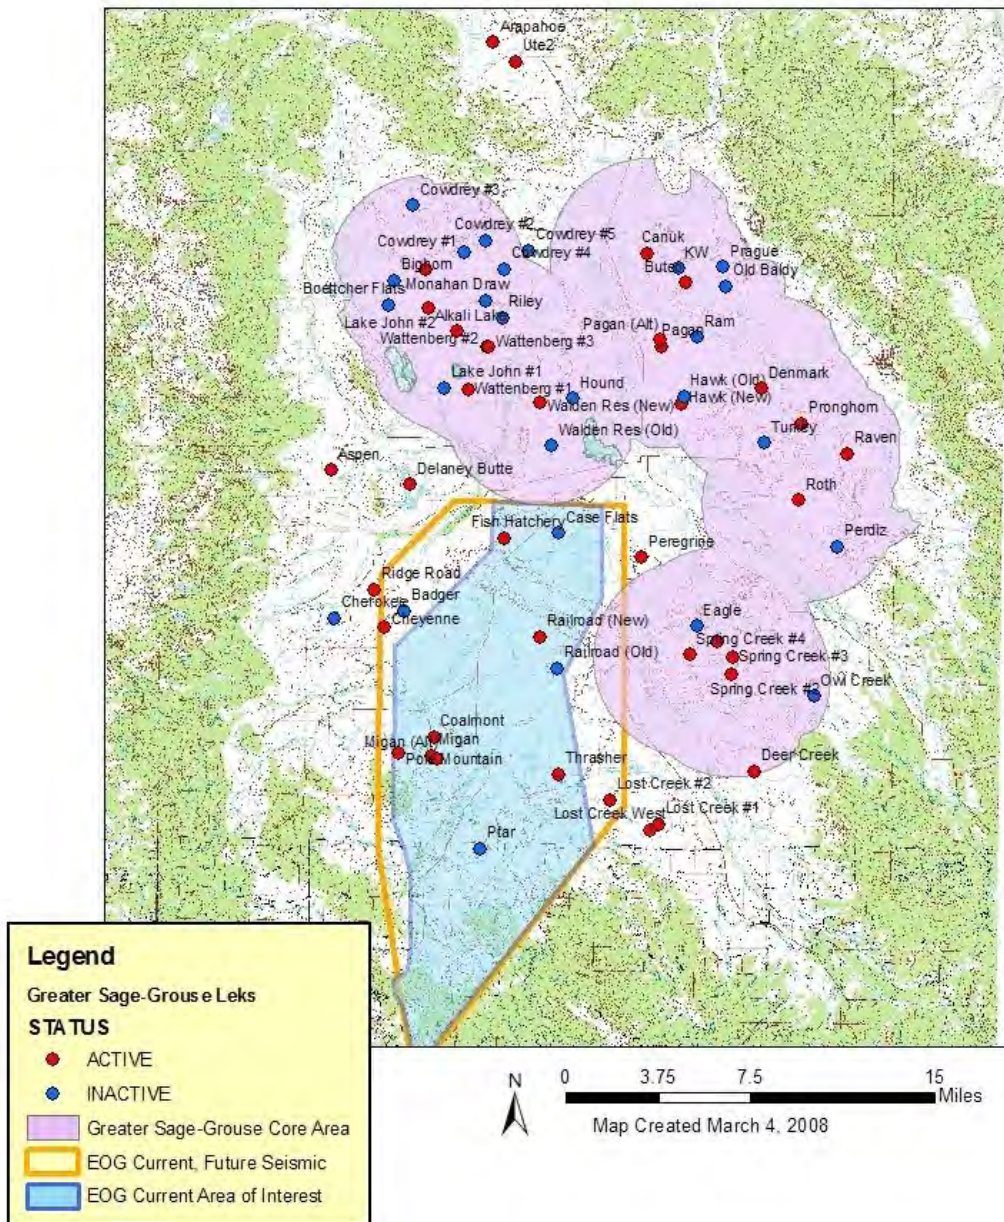 Arapahoe
Ute2
Cowdrey #3
Cowdrey #2
Cowdrey #5
Cowdrey #1
Cowdrey #4
Canuk
KW
Prague
Bute
Old Baldy
Bighorn
Monahan Draw
Boettcher Flats
Riley
Alkali Lake
Lake John #2
Pagan (Alt)
Pagan
Ram
Wattenberg #2
Wattenberg #3
Lake John #1
Hound
Hawk (Old)
Denmark
Wattenberg #1
Walden Res (New)
Hawk (New)
Pronghorn
Walden Res (Old)
Turkey
Raven
Aspen
Delaney Butte
Roth
Fish Hatchery
Case Flats
Peregrine
Perdiz
Ridge Road
Cherokee
Badger
Cheyenne
Railroad (New)
Eagle
Spring Creek #4
Railroad (Old)
Spring Creek #3
Spring Creek
Owl Creek
Coalmont
Migan (Alt)
Migan
Pole Mountain
Thrasher
Deer Creek
Lost Creek #2
Lost Creek West
Lost Creek #1
Ptar
Legend
Greater Sage-Grouse Leks
STATUS
ACTIVE
INACTIVE
Greater Sage-Grouse Core Area
EOG Current, Future Seismic
EOG Current Area of Interest
N
0 3.75 7.5 15
Miles
Map Created March 4, 2008